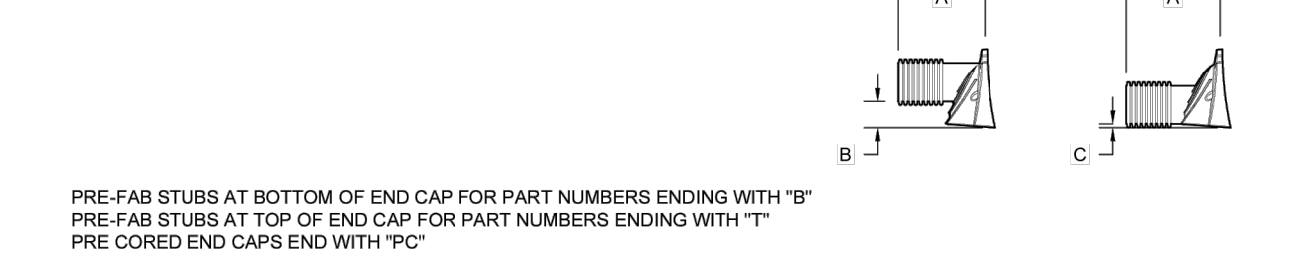 A A
B C
PRE-FAB STUBS AT BOTTOM OF END CAP FOR PART NUMBERS ENDING WITH "B"
PRE-FAB STUBS AT TOP OF END CAP FOR PART NUMBERS ENDING WITH "T"
PRE CORED END CAPS END WITH "PC"